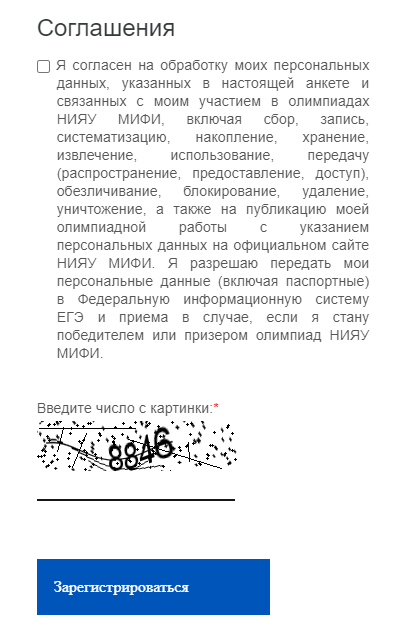 Соглашения
Я согласен на обработку моих персональных
данных, указанных в настоящей анкете и
связанных с моим участием в олимпиадах
НИЯУ МИФИ, включая сбор, запись,
систематизацию, накопление, хранение,
извлечение, использование, передачу
(распространение, предоставление, доступ),
обезличивание, блокирование, удаление,
уничтожение, а также на публикацию моей
олимпиадной работы с указанием
персональных данных на официальном сайте
НИЯУ МИФИ. Я разрешаю передать мои
персональные данные (включая паспортные)
в Федеральную информационную систему
ЕГЭ и приема в случае, если я стану
победителем или призером олимпиад НИЯУ
МИФИ.
Введите число с картинки:*
8846
Зарегистрироваться